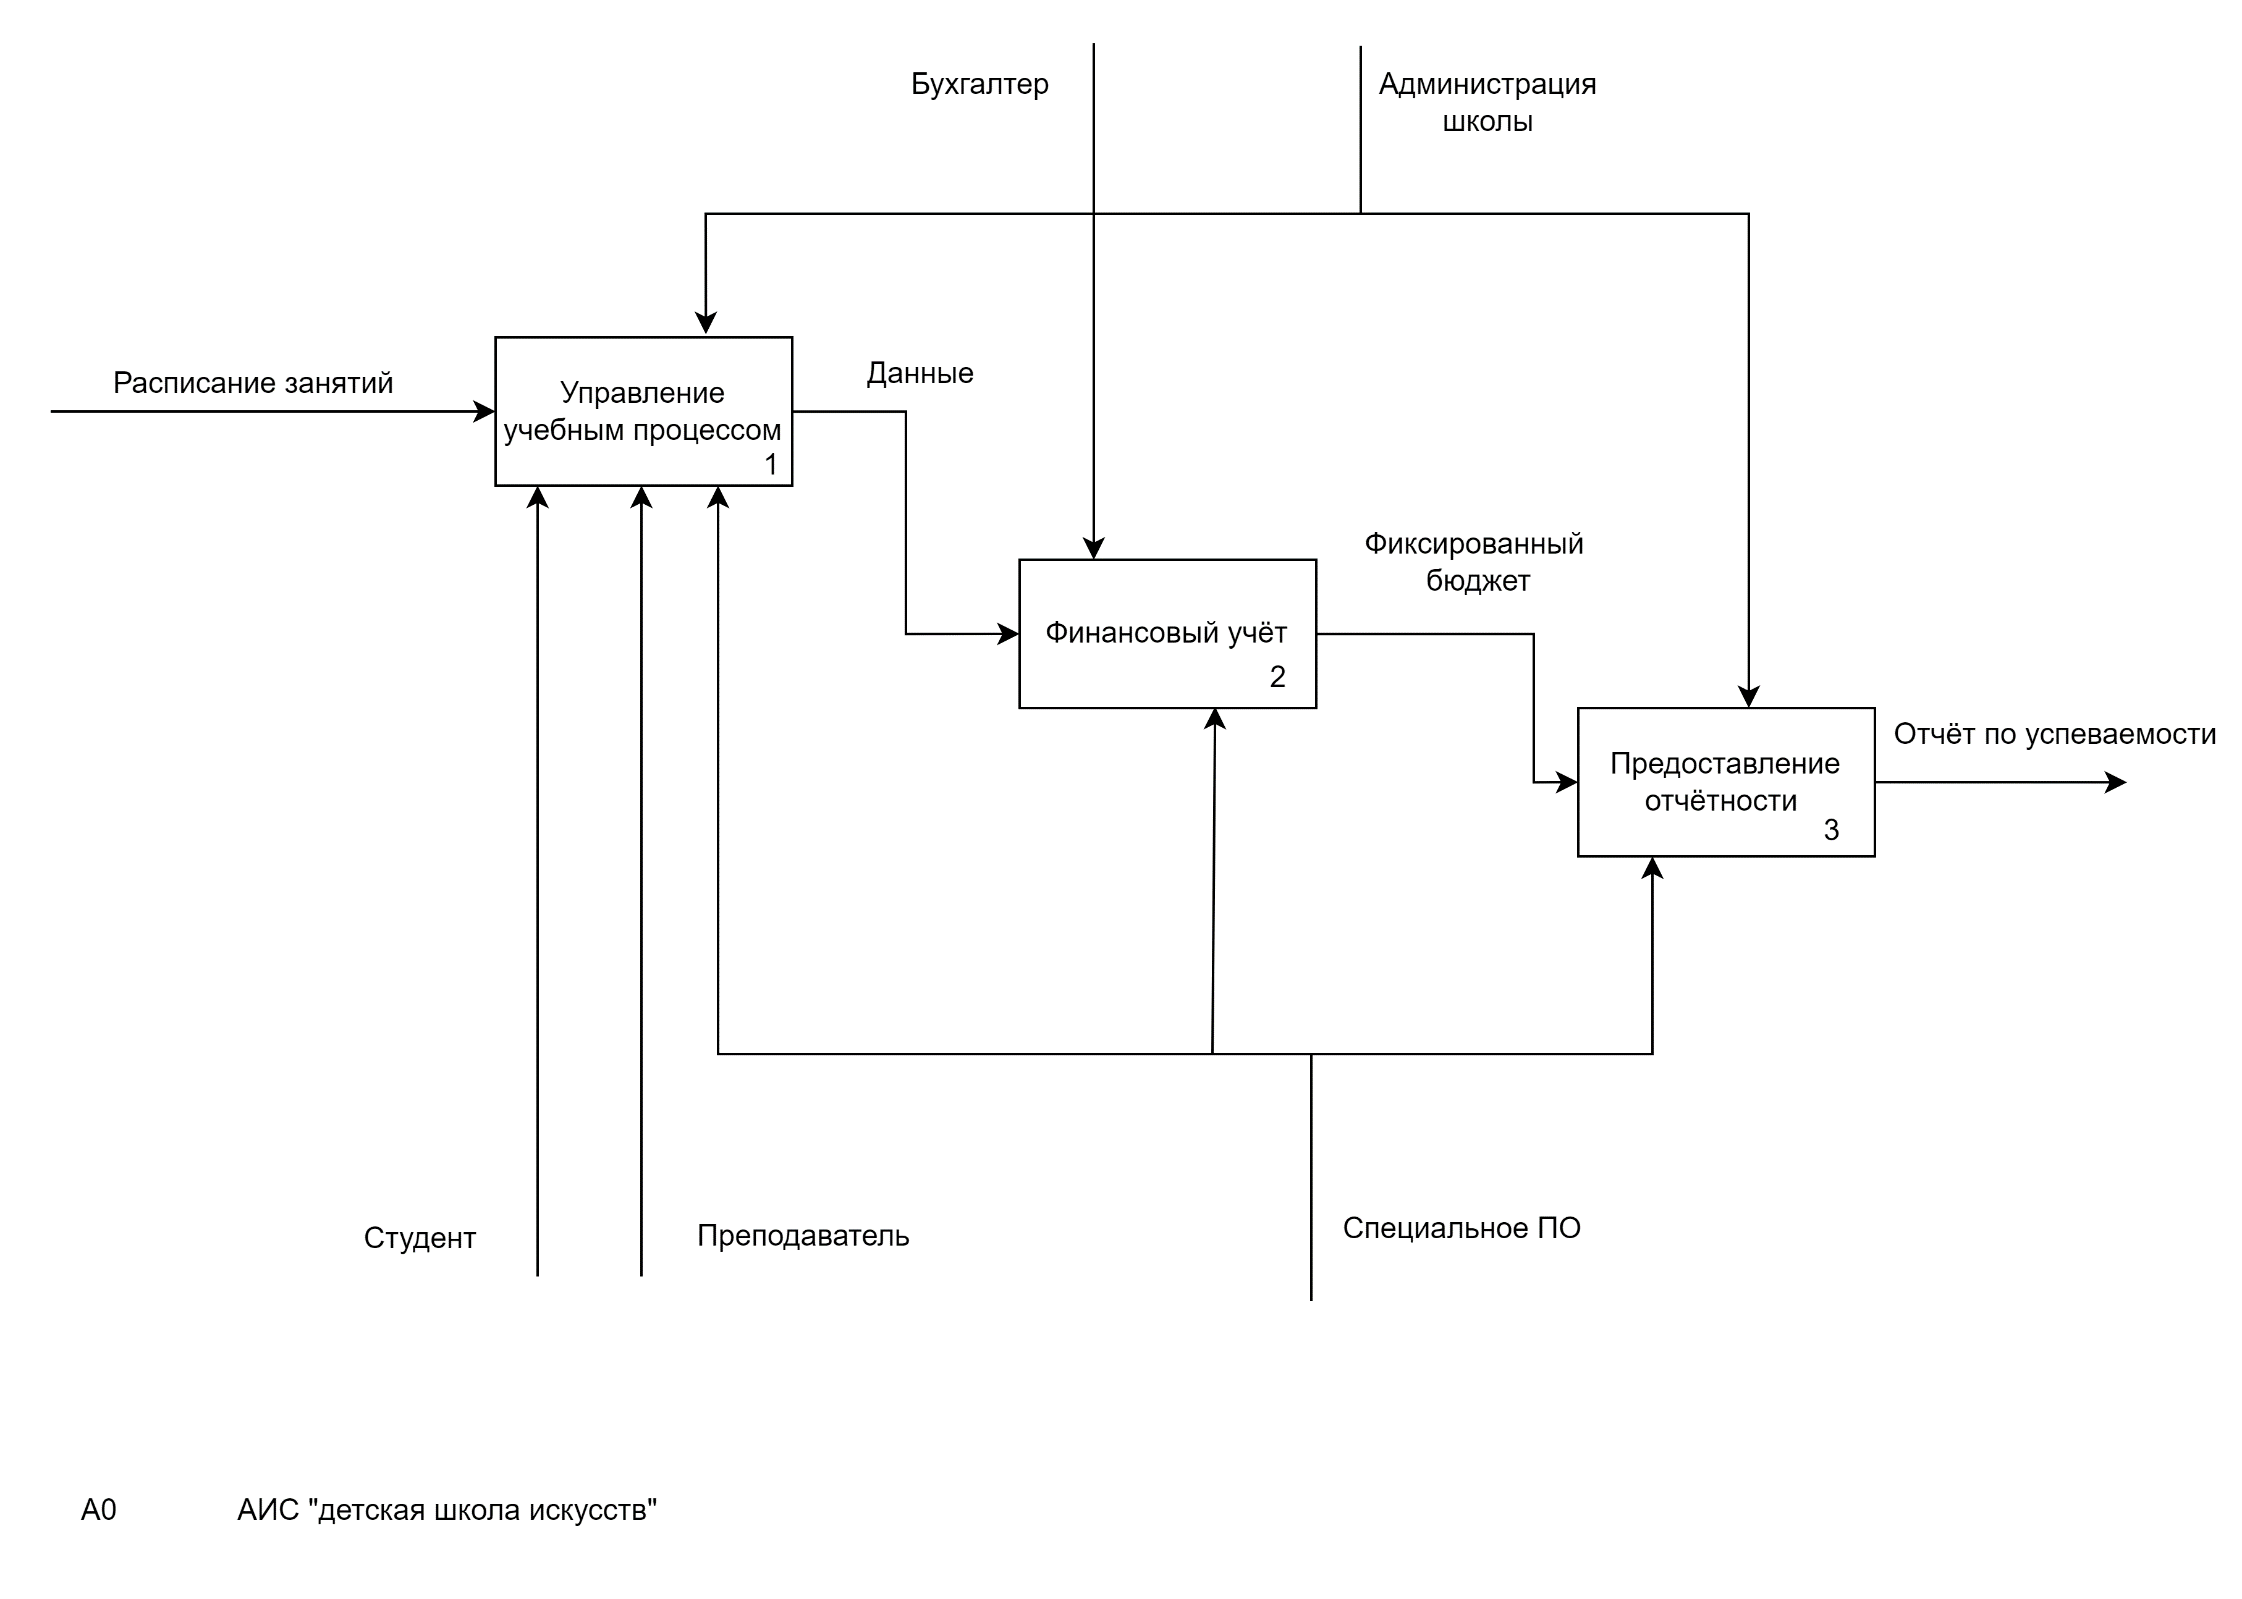 Бухгалтер
Администрация
школы
Расписание занятий
Управление
учебным процессом
1
Данные
Фиксированный
бюджет
Финансовый учёт
2
Отчёт по успеваемости
Предоставление
отчётности
3
Студент
Преподаватель
Специальное ПО
А0
АИС "детская школа искусств"